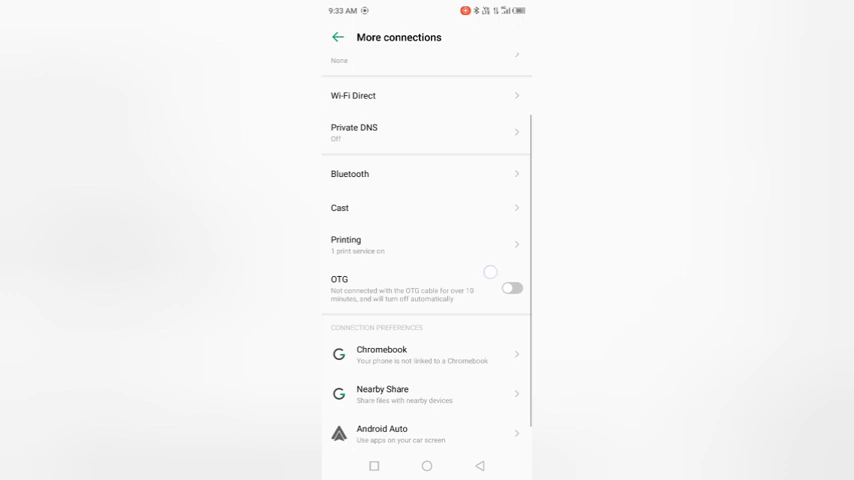 9:33 AM
More connections
None
Wi-Fi Direct
Private DNS
Off
Bluetooth
Cast
Printing
1 print service on
OTG
Not connected with the OTG cable for over 10
minutes, and will turn off automatically
CONNECTION PREFERENCES
Chromebook
Your phone is not linked to a Chromebook
Nearby Share
Share files with nearby devices
Android Auto
Use apps on your car screen